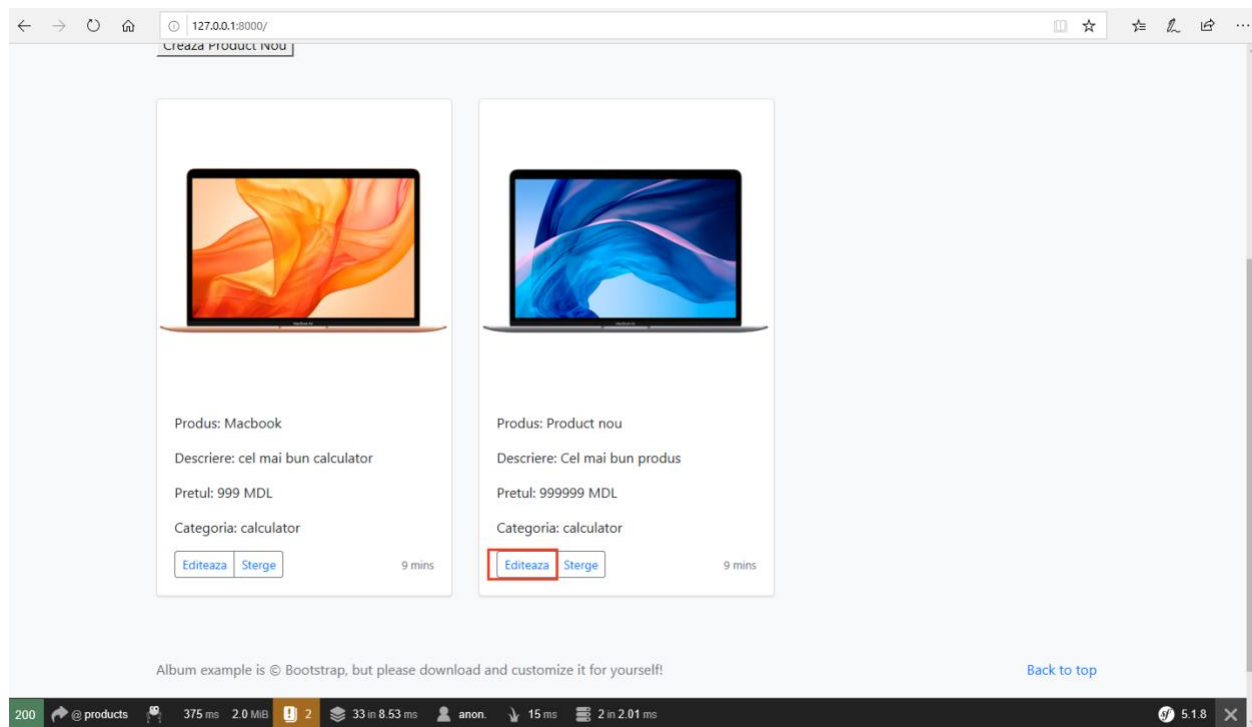 127.0.0.1:8000/
Creaza Product Nou
Produs: Macbook
Descriere: cel mai bun calculator
Pretul: 999 MDL
Categoria: calculator
Editeaza Sterge 9 mins
Produs: Product nou
Descriere: Cel mai bun produs
Pretul: 999999 MDL
Categoria: calculator
Editeaza Sterge 9 mins
Album example is © Bootstrap, but please download and customize it for yourself! Back to top
200 @ products 375 ms 2.0 MiB 2 33 in 8.53 ms anon. 15 ms 2 in 2.01 ms sf 5.1.8